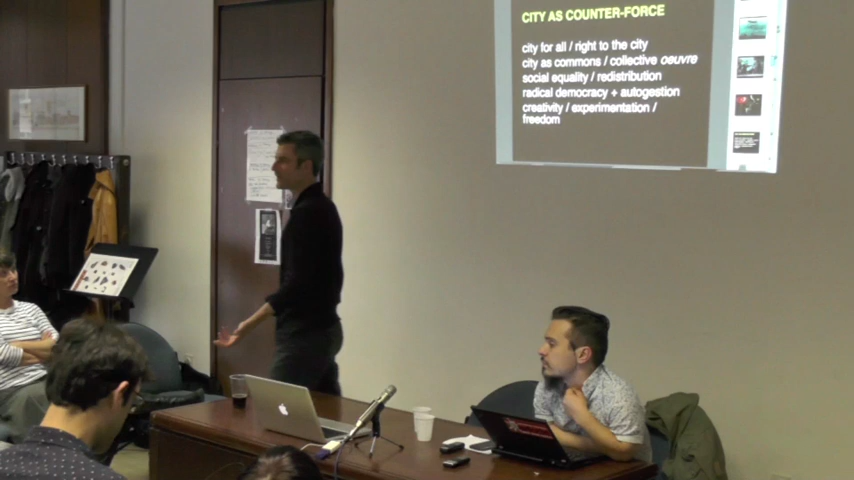 CITY AS COUNTER-FORCE
city for all / right to the city
city as commons / collective oeuvre
social equality / redistribution
radical democracy + autogestion
creativity / experimentation /
freedom